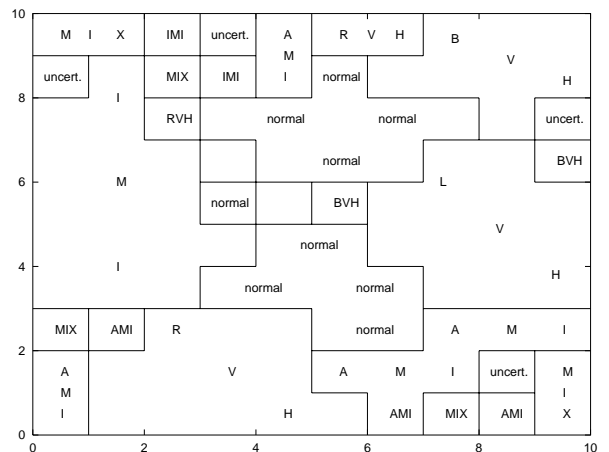 10
M I X IMI uncert. A R V H B
M V
uncert. MIX IMI I normal H
8 I
RVH normal normal uncert.
normal BVH
6 M L
normal BVH
V
normal
4 I H
normal normal
MIX AMI R normal A M I
2
A V A M I uncert. M
M I
I H AMI MIX AMI X
0
0 2 4 6 8 10